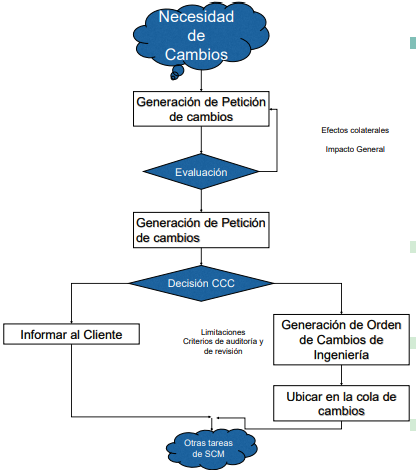 Necesidad
de
Cambios
Generación de Petición
de cambios
Efectos colaterales
Impacto General
Evaluación
Generación de Petición
de cambios
Decisión CCC
Informar al Cliente
Limitaciones
Criterios de auditoría y
de revisión
Generación de Orden
de Cambios de
Ingeniería
Ubicar en la cola de
cambios
Otras tareas
de SCM